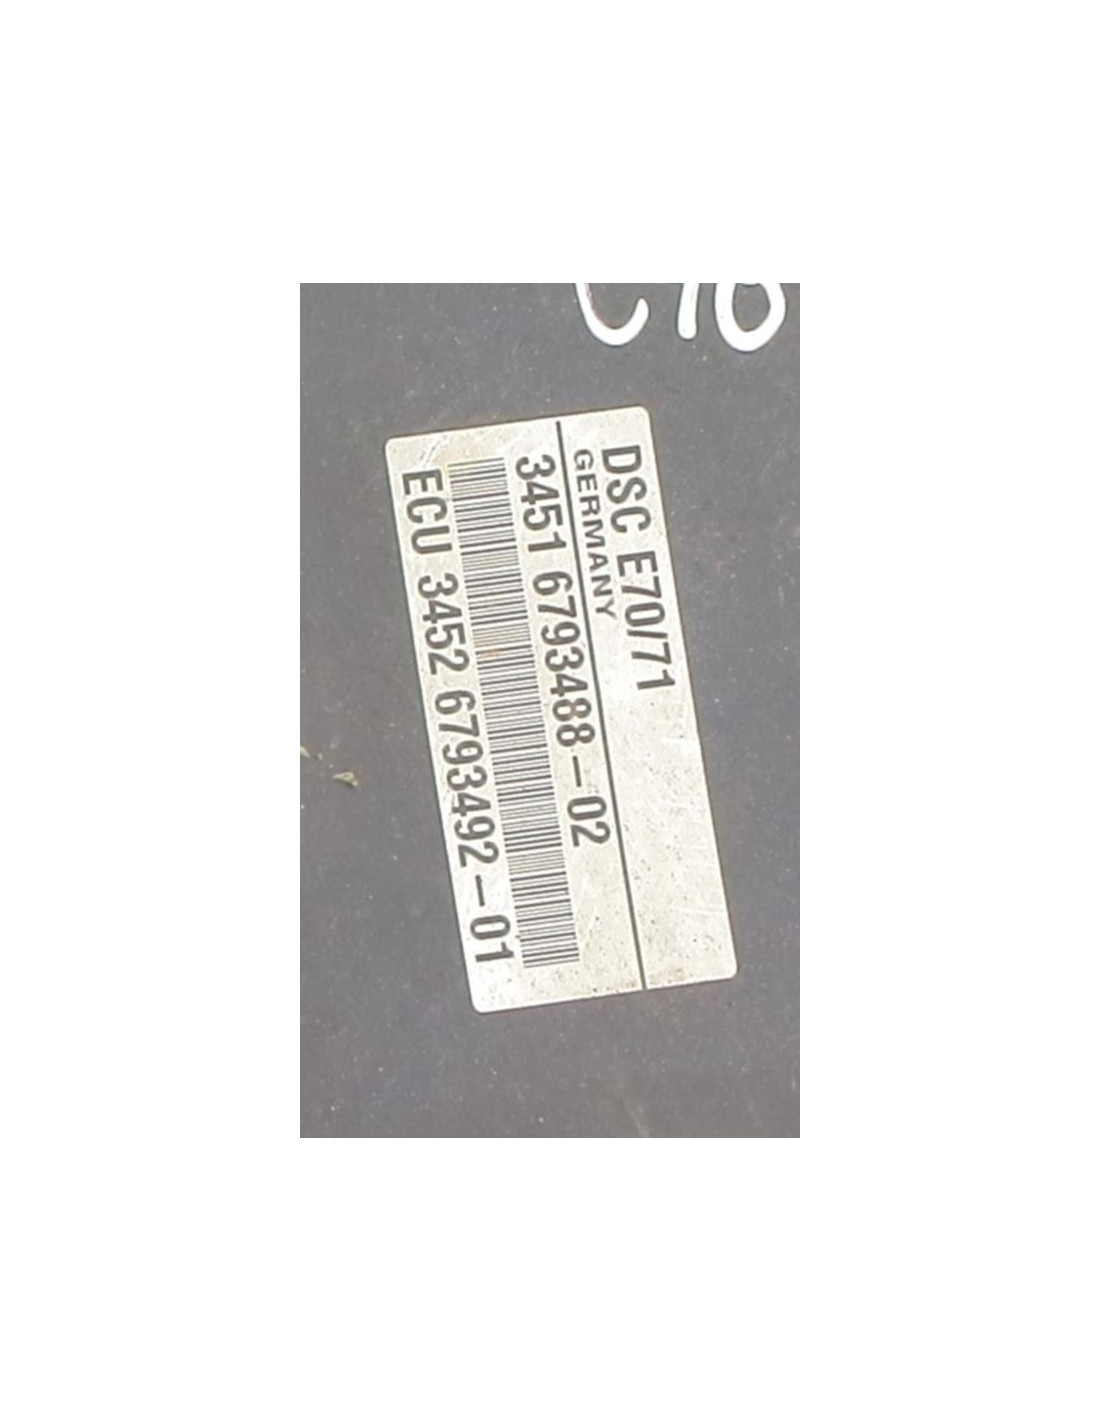 DSC E70/71
GERMANY
3451 6793488-02
ECU 3452 6793492-01